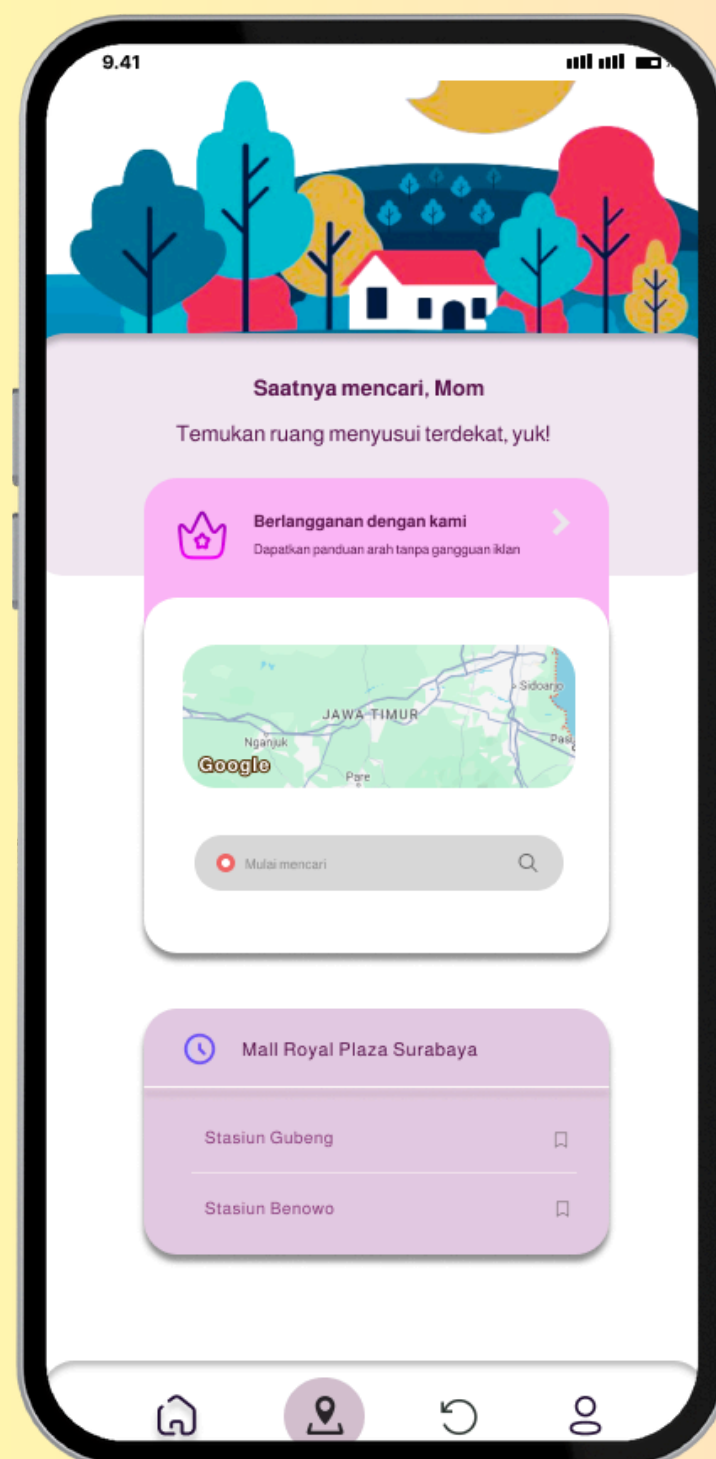 9.41
Saatnya mencari, Mom
Temukan ruang menyusui terdekat, yuk!
Berlangganan dengan kami
Dapatkan panduan arah tanpa gangguan iklan
Sidoarjo
JAWA TIMUR
Nganjuk
Pasu
Google
Pare
Mulai mencari
Mall Royal Plaza Surabaya
Stasiun Gubeng
Stasiun Benowo